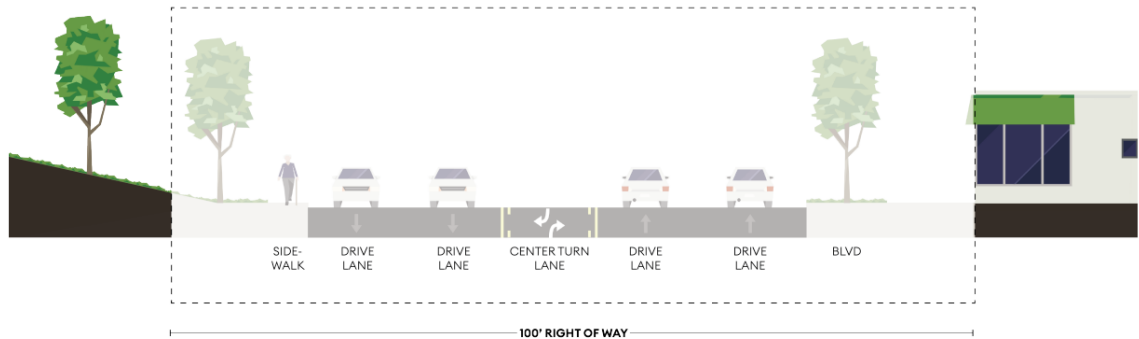 SIDE-
WALK
DRIVE
LANE
DRIVE
LANE
CENTER TURN
LANE
DRIVE
LANE
DRIVE
LANE
BLVD
100' RIGHT OF WAY